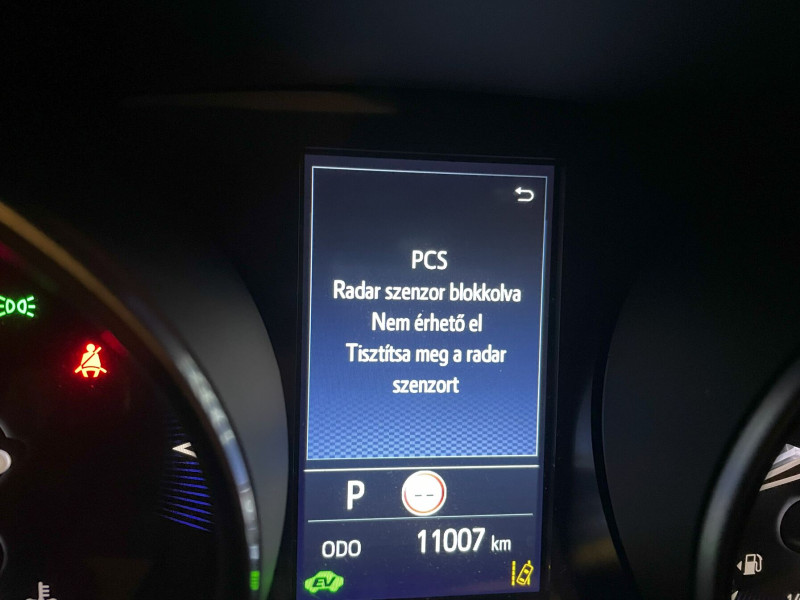 PCS
Radar szenzor blokkolva
Nem érhető el
Tisztítsa meg a radar
szenzort
P --
ODO 11007 km
EV